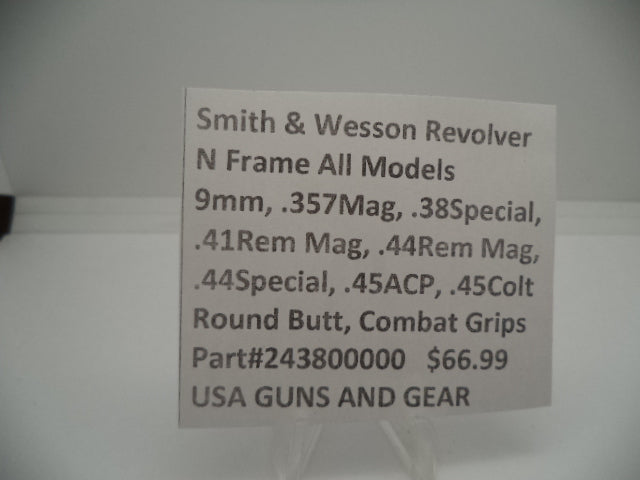 Smith & Wesson Revolver
N Frame All Models
9mm, .357Mag, .38Special,
.41Rem Mag, .44Rem Mag,
.44Special, .45ACP, .45Colt
Round Butt, Combat Grips
Part#243800000 $66.99
USA GUNS AND GEAR